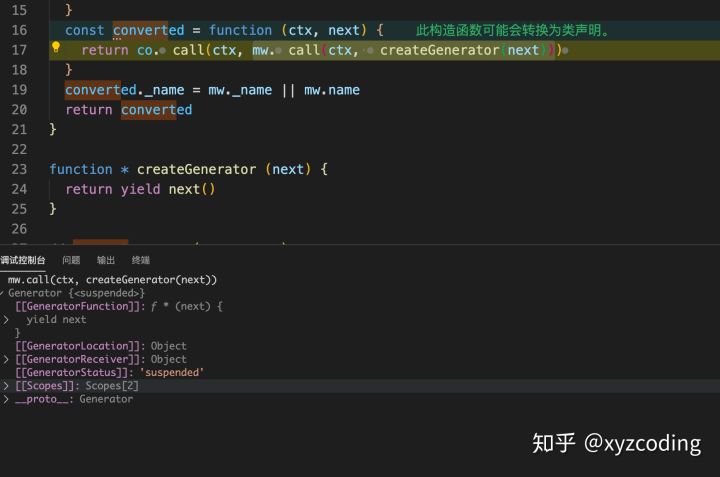 15 }
16 const converted = function (ctx, next) { 此构造函数可能会转换为类声明。
17 return co. call(ctx, mw. call(ctx, createGenerator(next)))
18 }
19 converted._name = mw._name || mw.name
20 return converted
21 }
22
23 function * createGenerator (next) {
24 return yield next()
25 }
26
调试控制台 问题 输出 终端
mw.call(ctx, createGenerator(next))
Generator {<suspended>}
[[GeneratorFunction]]: ƒ * (next) {
yield next
}
[[GeneratorLocation]]: Object
[[GeneratorReceiver]]: Object
[[GeneratorStatus]]: 'suspended'
[[Scopes]]: Scopes[2]
__proto__: Generator
知乎 @xyzcoding